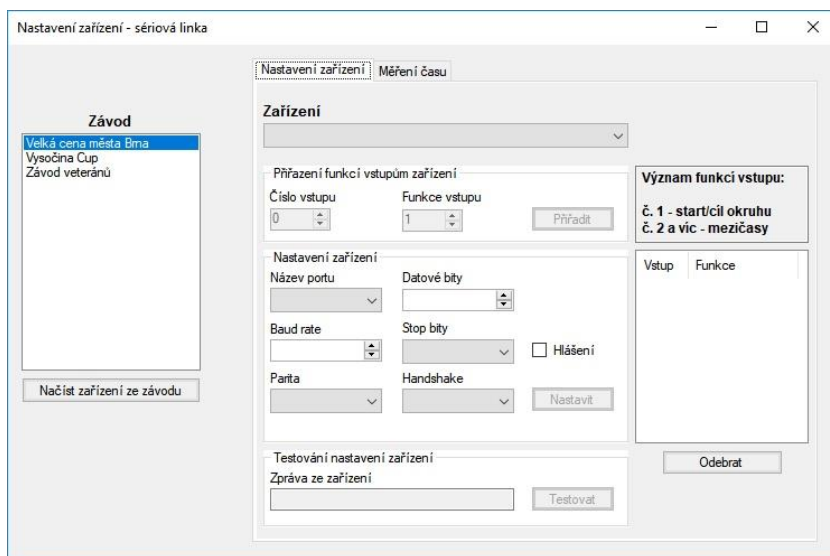 Nastavení zařízení - sériová linka
Nastavení zařízení
Měření času
Závod
Velká cena města Brna
Vysočina Cup
Závod veteránů
Načíst zařízení ze závodu
Zařízení
Přiřazení funkcí vstupům zařízení
Číslo vstupu
Funkce vstupu
0
1
Přiřadit
Význam funkcí vstupu:
č. 1 - start/cíl okruhu
č. 2 a víc - mezičasy
Nastavení zařízení
Název portu
Datové bity
Baud rate
Stop bity
Hlášení
Parita
Handshake
Nastavit
Vstup
Funkce
Odebrat
Testování nastavení zařízení
Zpráva ze zařízení
Testovat